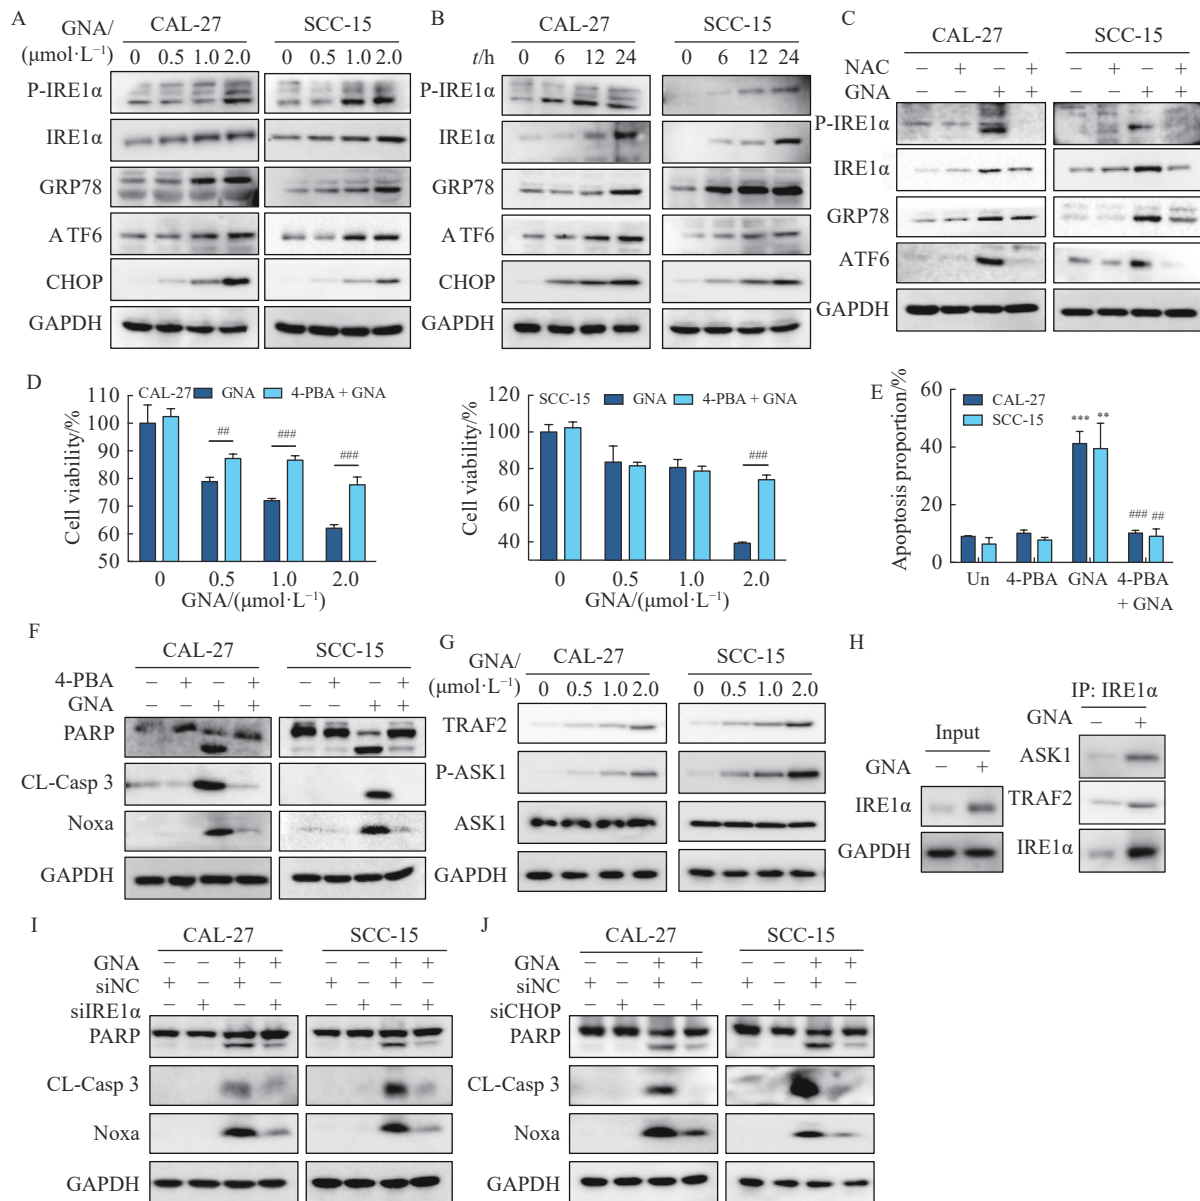 A
GNA/
(μmol·L⁻¹)
CAL-27
SCC-15
0 0.5 1.0 2.0 0 0.5 1.0 2.0
P-IRE1α
IRE1α
GRP78
ATF6
CHOP
GAPDH
B
CAL-27
SCC-15
t/h 0 6 12 24 0 6 12 24
P-IRE1α
IRE1α
GRP78
ATF6
CHOP
GAPDH
C
CAL-27
SCC-15
NAC − + − + − + − +
GNA − − + + − − + +
P-IRE1α
IRE1α
GRP78
ATF6
GAPDH
D
CAL-27 GNA 4-PBA + GNA
Cell viability/%
110
100
90
80
70
60
50
## ### ###
0 0.5 1.0 2.0
GNA/(μmol·L⁻¹)
SCC-15 GNA 4-PBA + GNA
Cell viability/%
120
100
80
60
40
###
0 0.5 1.0 2.0
GNA/(μmol·L⁻¹)
E
Apoptosis proportion/%
60
40
20
0
CAL-27
SCC-15
*** **
### ##
Un 4-PBA GNA 4-PBA
+ GNA
F
CAL-27
SCC-15
4-PBA − + − + − + − +
GNA − − + + − − + +
PARP
CL-Casp 3
Noxa
GAPDH
G
GNA/
(μmol·L⁻¹)
CAL-27
SCC-15
0 0.5 1.0 2.0 0 0.5 1.0 2.0
TRAF2
P-ASK1
ASK1
GAPDH
H
Input
GNA − +
IRE1α
GAPDH
IP: IRE1α
GNA − +
ASK1
TRAF2
IRE1α
I
CAL-27
SCC-15
GNA − − + + − − + +
siNC + − + − + − + −
siIRE1α − + − + − + − +
PARP
CL-Casp 3
Noxa
GAPDH
J
CAL-27
SCC-15
GNA − − + + − − + +
siNC + − + − + − + −
siCHOP − + − + − + − +
PARP
CL-Casp 3
Noxa
GAPDH